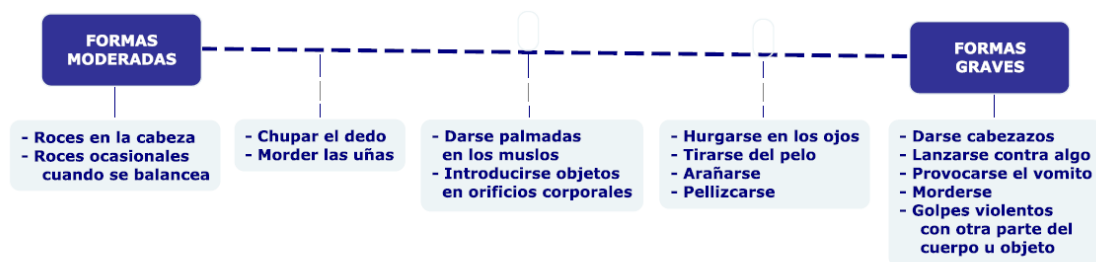 FORMAS
MODERADAS
FORMAS
GRAVES
- Roces en la cabeza
- Roces ocasionales
cuando se balancea
- Chupar el dedo
- Morder las uñas
- Darse palmadas
en los muslos
- Introducirse objetos
en orificios corporales
- Hurgarse en los ojos
- Tirarse del pelo
- Arañarse
- Pellizcarse
- Darse cabezazos
- Lanzarse contra algo
- Provocarse el vomito
- Morderse
- Golpes violentos
con otra parte del
cuerpo u objeto